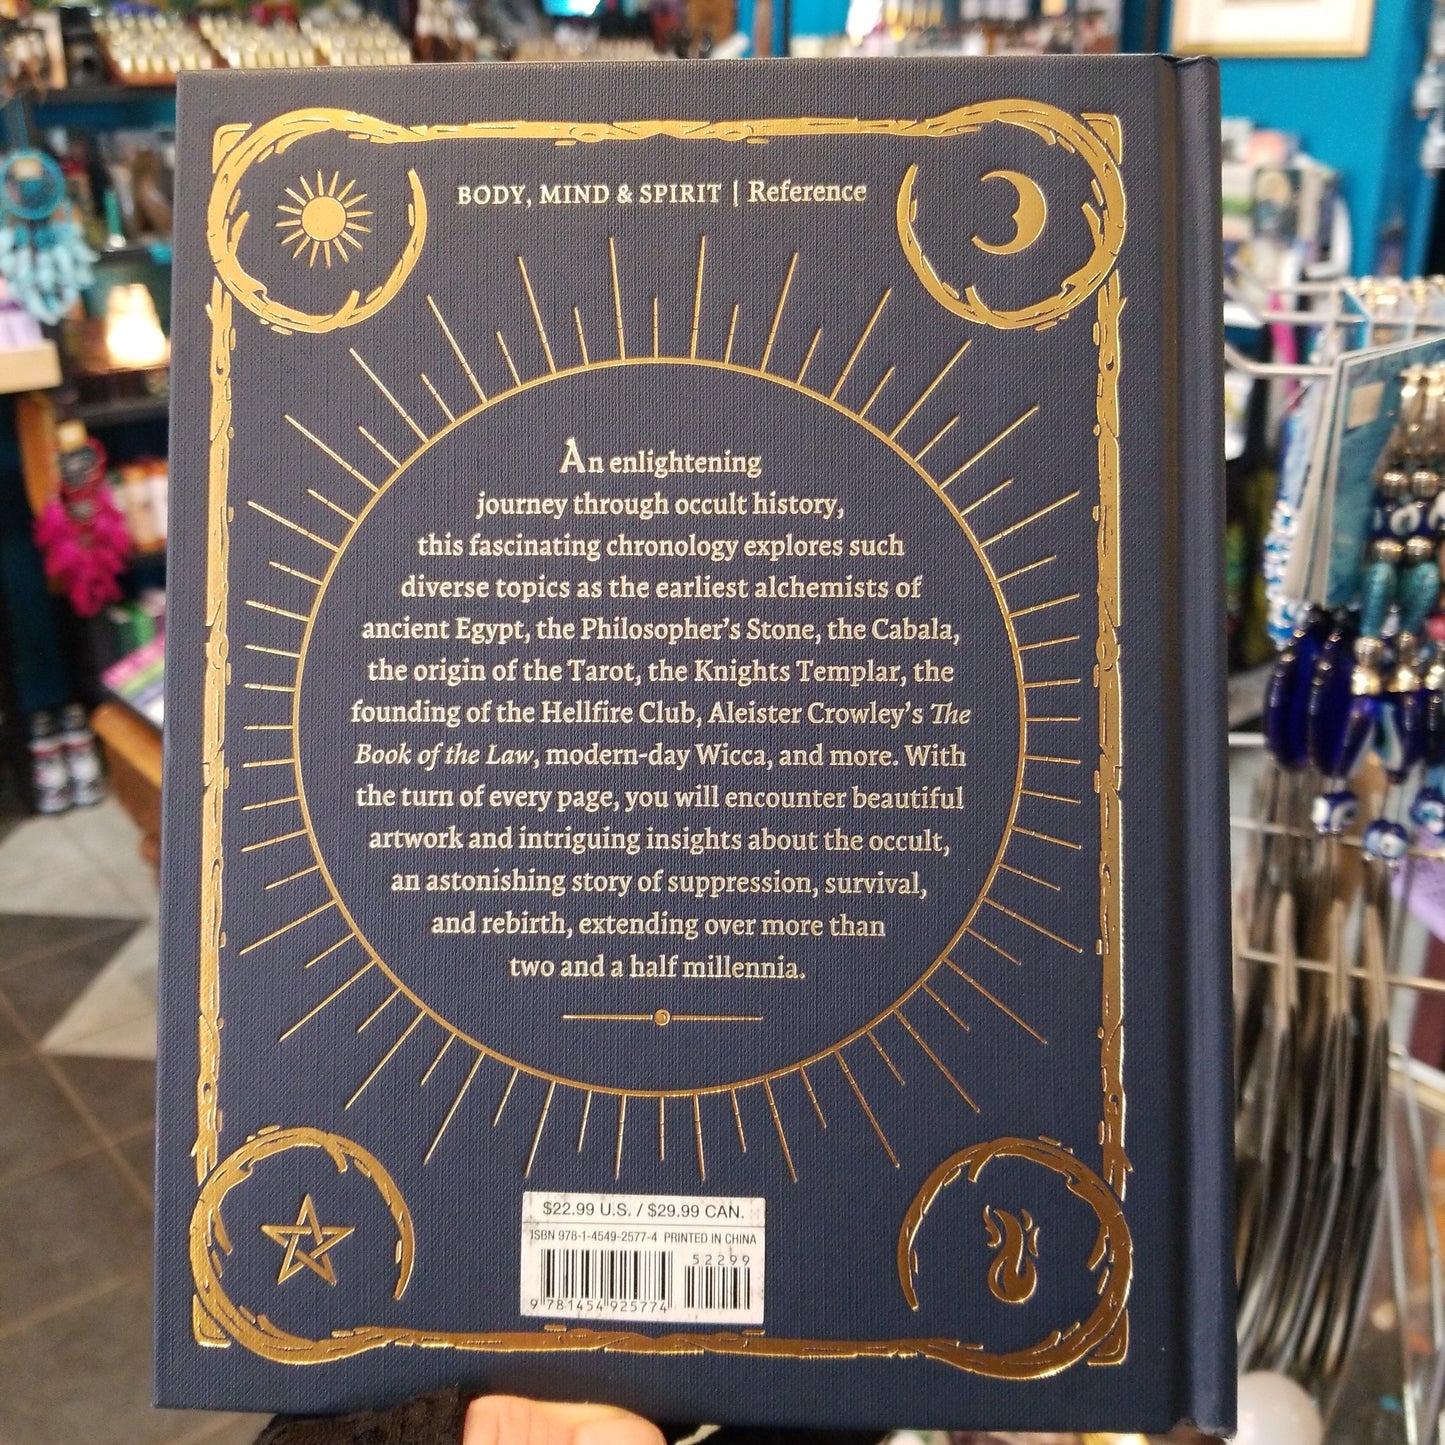 BODY, MIND & SPIRIT | Reference
An enlightening
journey through occult history,
this fascinating chronology explores such
diverse topics as the earliest alchemists of
ancient Egypt, the Philosopher's Stone, the Cabala,
the origin of the Tarot, the Knights Templar, the
founding of the Hellfire Club, Aleister Crowley's The
Book of the Law, modern-day Wicca, and more. With
the turn of every page, you will encounter beautiful
artwork and intriguing insights about the occult,
an astonishing story of suppression, survival,
and rebirth, extending over more than
two and a half millennia.
$22.99 U.S. / $29.99 CAN.
ISBN 978-1-4549-2577-4 PRINTED IN CHINA
52299
9 781454 925774